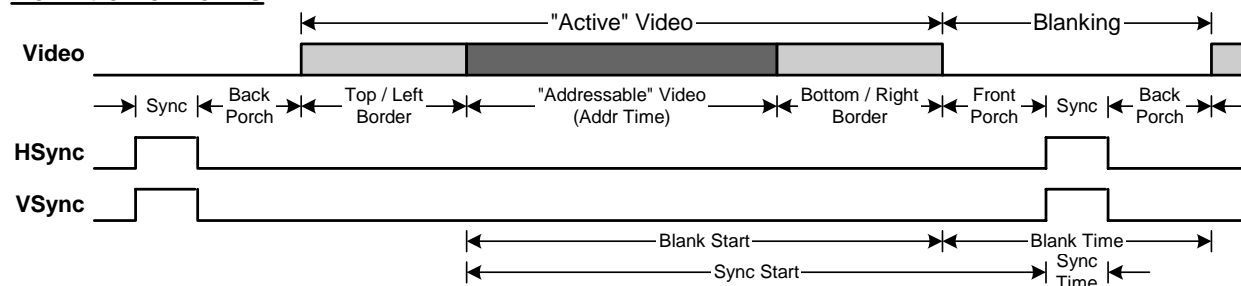 "Active" Video
Blanking
Video
Sync
Back
Porch
Top / Left
Border
"Addressable" Video
(Addr Time)
Bottom / Right
Border
Front
Porch
Sync
Back
Porch
HSync
VSync
Blank Start
Blank Time
Sync Start
Sync
Time